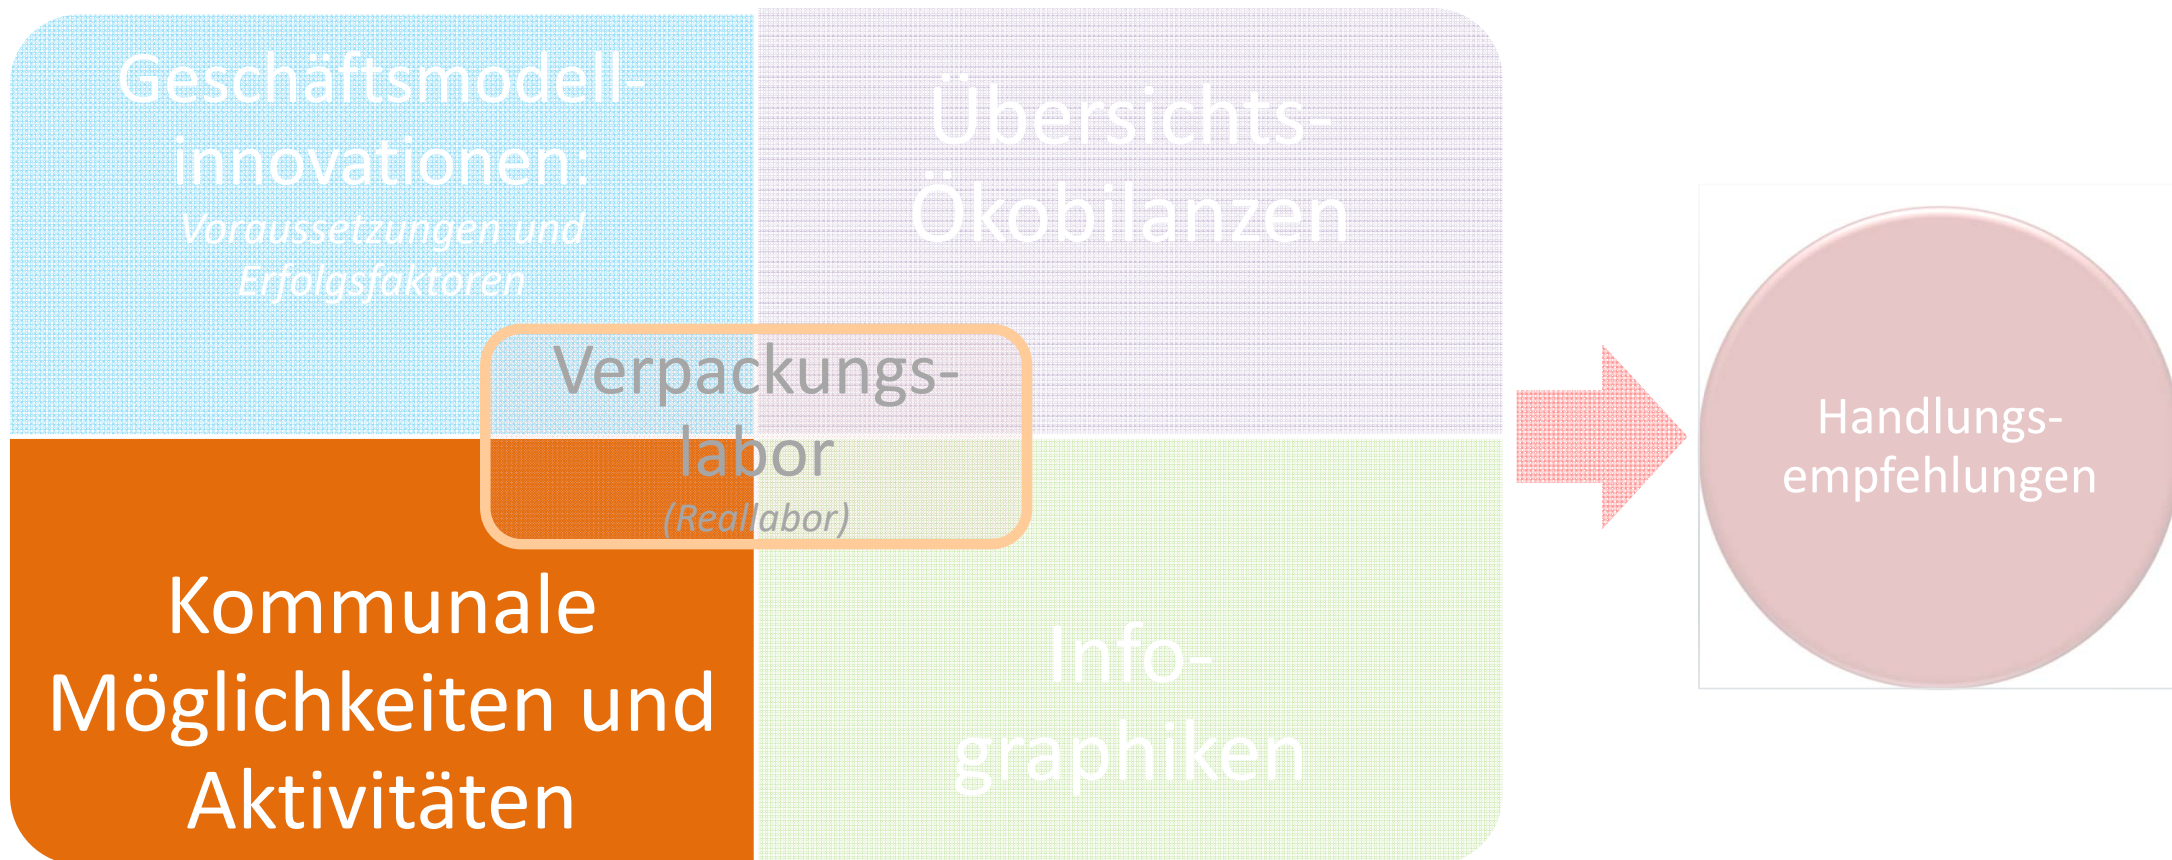 Geschäftsmodell-
innovationen:
Voraussetzungen und
Erfolgsfaktoren
Übersichts-
Ökobilanzen
Verpackungs-
labor
(Reallabor)
Kommunale
Möglichkeiten und
Aktivitäten
Info-
graphiken
Handlungs-
empfehlungen